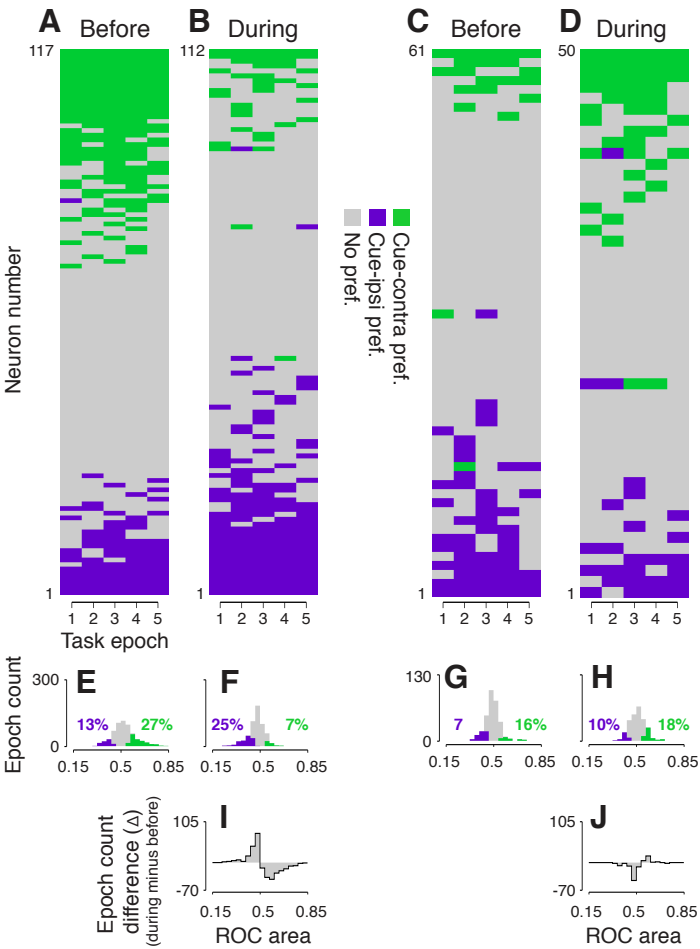 A Before
B During
C Before
D During
117
112
61
50
Neuron number
1
1
1
1
No pref.
Cue-ipsi pref.
Cue-contra pref.
1 2 3 4 5
1 2 3 4 5
1 2 3 4 5
1 2 3 4 5
Task epoch
E
F
G
H
Epoch count
300
0
130
0
13% 27%
25% 7%
7 16%
10% 18%
0.15 0.5 0.85
0.15 0.5 0.85
0.15 0.5 0.85
0.15 0.5 0.85
I
J
Epoch count
difference (Δ)
(during minus before)
105
-70
105
-70
0.15 0.5 0.85
0.15 0.5 0.85
ROC area
ROC area